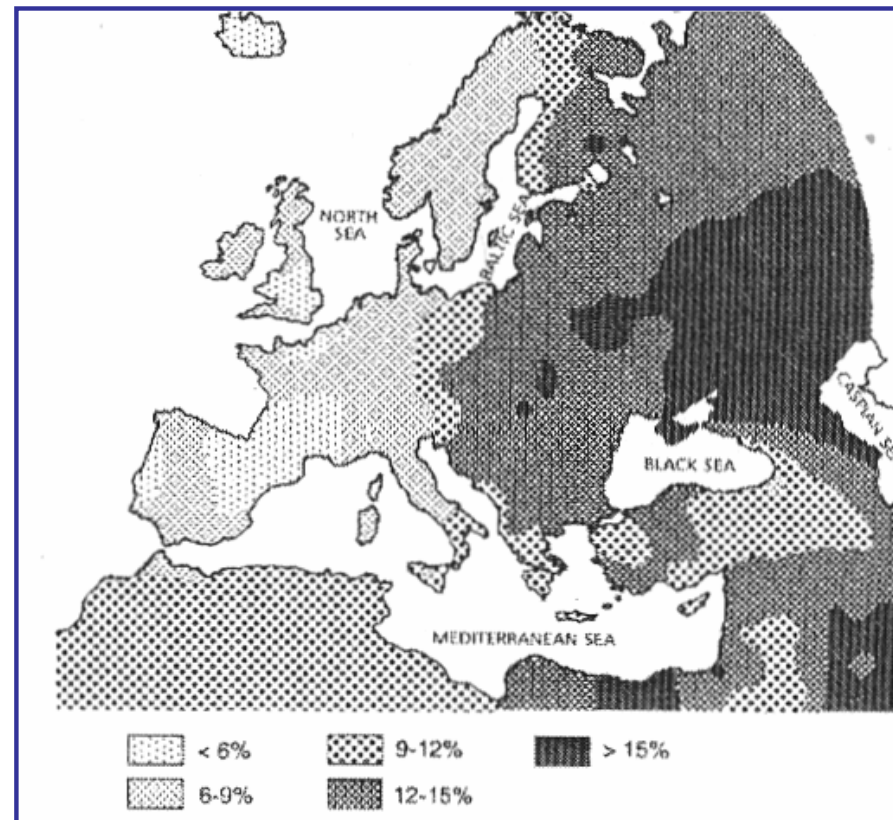 NORTH
SEA
BALTIC SEA
CASPIAN
BLACK SEA
MEDITERRANEAN SEA
< 6%
9-12%
> 15%
6-9%
12-15%